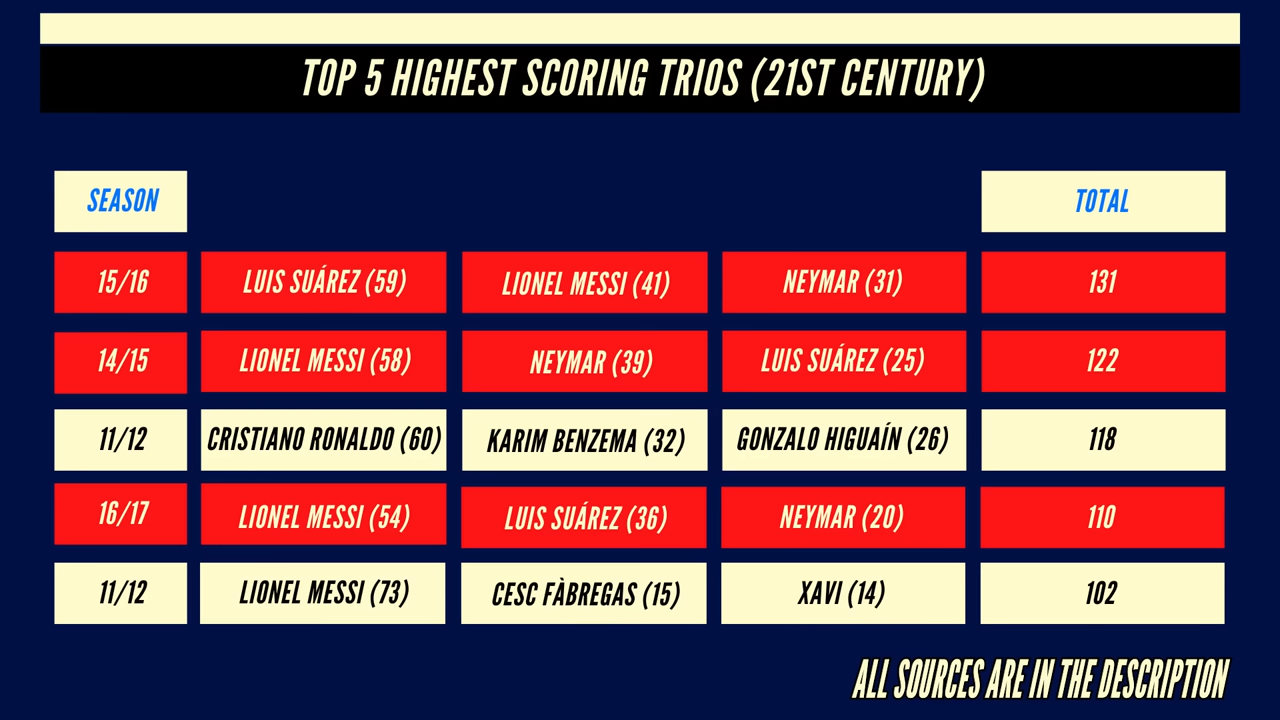 TOP 5 HIGHEST SCORING TRIOS (21ST CENTURY)
SEASON TOTAL
15/16 LUIS SUÁREZ (59) LIONEL MESSI (41) NEYMAR (31) 131
14/15 LIONEL MESSI (58) NEYMAR (39) LUIS SUÁREZ (25) 122
11/12 CRISTIANO RONALDO (60) KARIM BENZEMA (32) GONZALO HIGUAÍN (26) 118
16/17 LIONEL MESSI (54) LUIS SUÁREZ (36) NEYMAR (20) 110
11/12 LIONEL MESSI (73) CESC FÀBREGAS (15) XAVI (14) 102
ALL SOURCES ARE IN THE DESCRIPTION